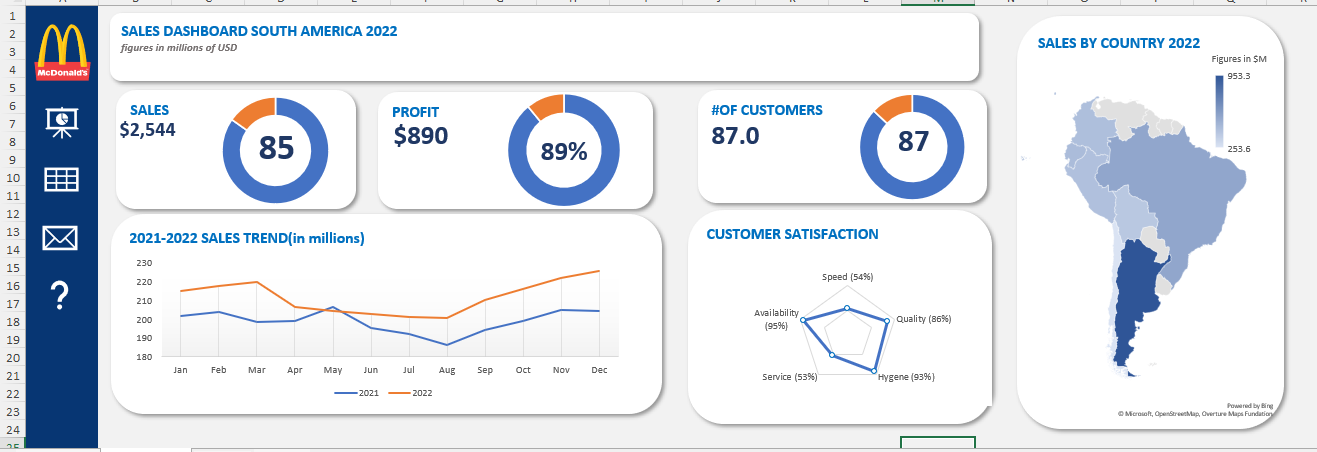 McDonald's
SALES DASHBOARD SOUTH AMERICA 2022
figures in millions of USD
SALES
$2,544
85
PROFIT
$890
89%
#OF CUSTOMERS
87.0
87
2021-2022 SALES TREND(in millions)
230
220
210
200
190
180
Jan Feb Mar Apr May Jun Jul Aug Sep Oct Nov Dec
2021 2022
CUSTOMER SATISFACTION
Speed (54%)
Quality (86%)
Hygene (93%)
Service (53%)
Availability
(95%)
SALES BY COUNTRY 2022
Figures in $M
953.3
253.6
Powered by Bing
© Microsoft, OpenStreetMap, Overture Maps Fundation
1
2
3
4
5
6
7
8
9
10
11
12
13
14
15
16
17
18
19
20
21
22
23
24